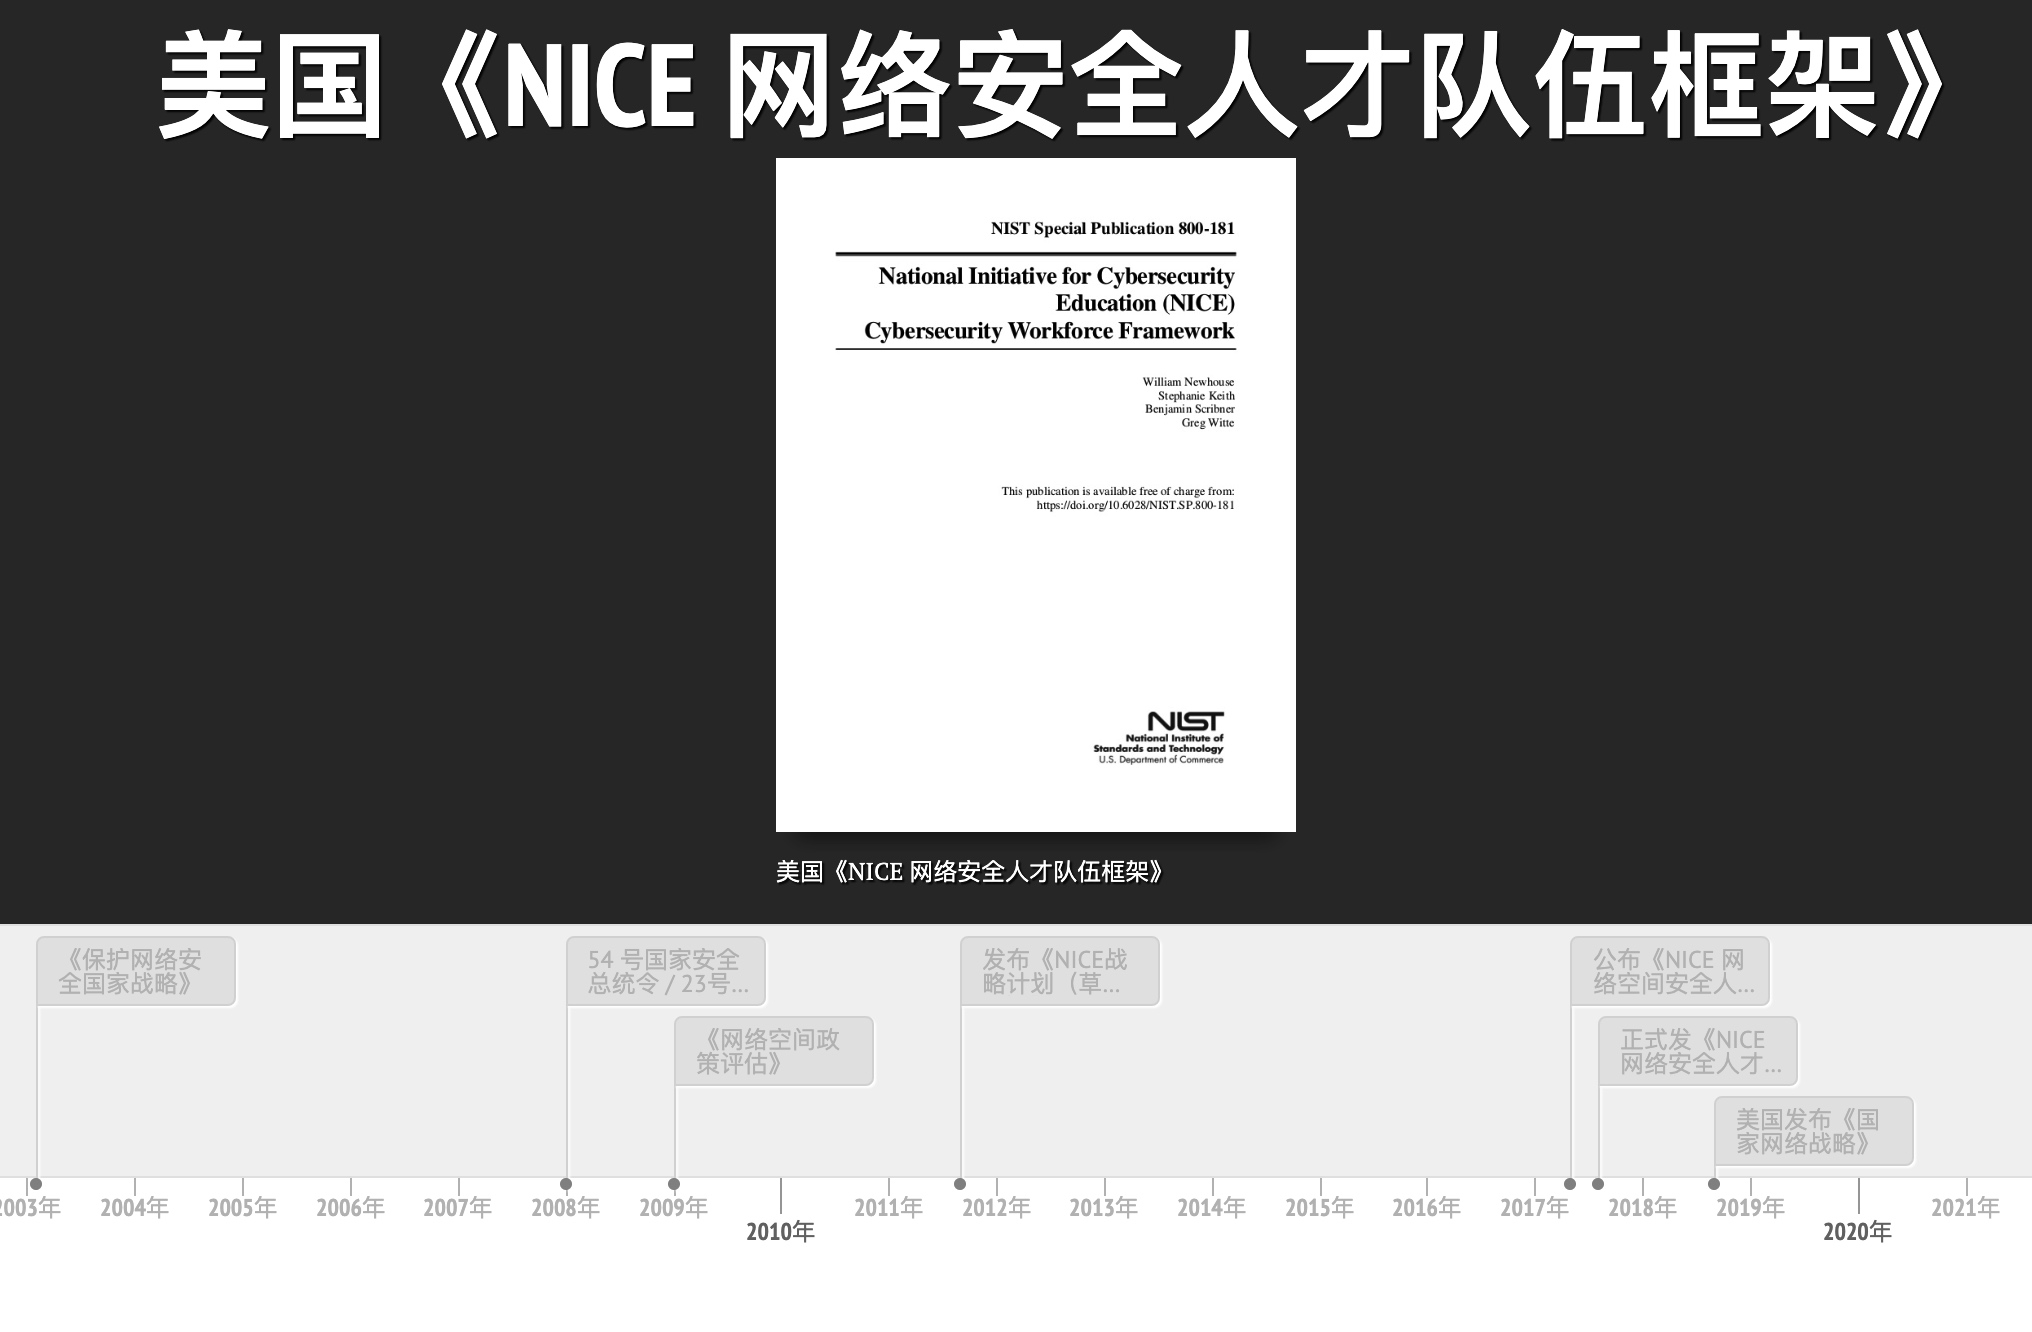 美国《NICE 网络安全人才队伍框架》
NIST Special Publication 800-181
National Initiative for Cybersecurity
Education (NICE)
Cybersecurity Workforce Framework
William Newhouse
Stephanie Keith
Benjamin Scribner
Greg Witte
This publication is available free of charge from:
https://doi.org/10.6028/NIST.SP.800-181
NIST
National Institute of
Standards and Technology
U.S. Department of Commerce
美国《NICE 网络安全人才队伍框架》
《保护网络安
全国家战略》
54 号国家安全
总统令 / 23号...
《网络空间政
策评估》
发布《NICE战
略计划（草...
公布《NICE 网
络空间安全人...
正式发《NICE
网络安全人才...
美国发布《国
家网络战略》
2003年 2004年 2005年 2006年 2007年 2008年 2009年 2010年 2011年 2012年 2013年 2014年 2015年 2016年 2017年 2018年 2019年 2020年 2021年